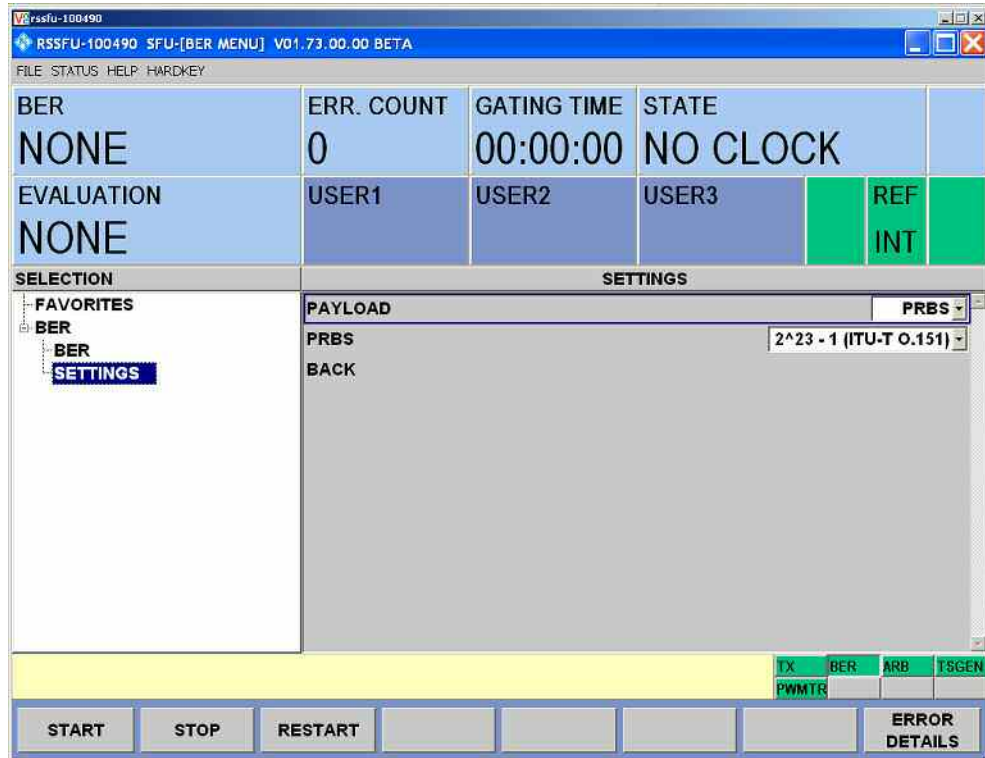 rssfu-100490
RSSFU-100490 SFU-[BER MENU] V01.73.00.00 BETA
FILE STATUS HELP HARDKEY
BER
NONE
ERR. COUNT
0
GATING TIME
00:00:00
STATE
NO CLOCK
EVALUATION
NONE
USER1
USER2
USER3
REF
INT
SELECTION
SETTINGS
FAVORITES
BER
BER
SETTINGS
PAYLOAD
PRBS
PRBS
2^23 - 1 (ITU-T O.151)
BACK
TX BER ARB TSGEN
PWMTR
START STOP RESTART
ERROR
DETAILS